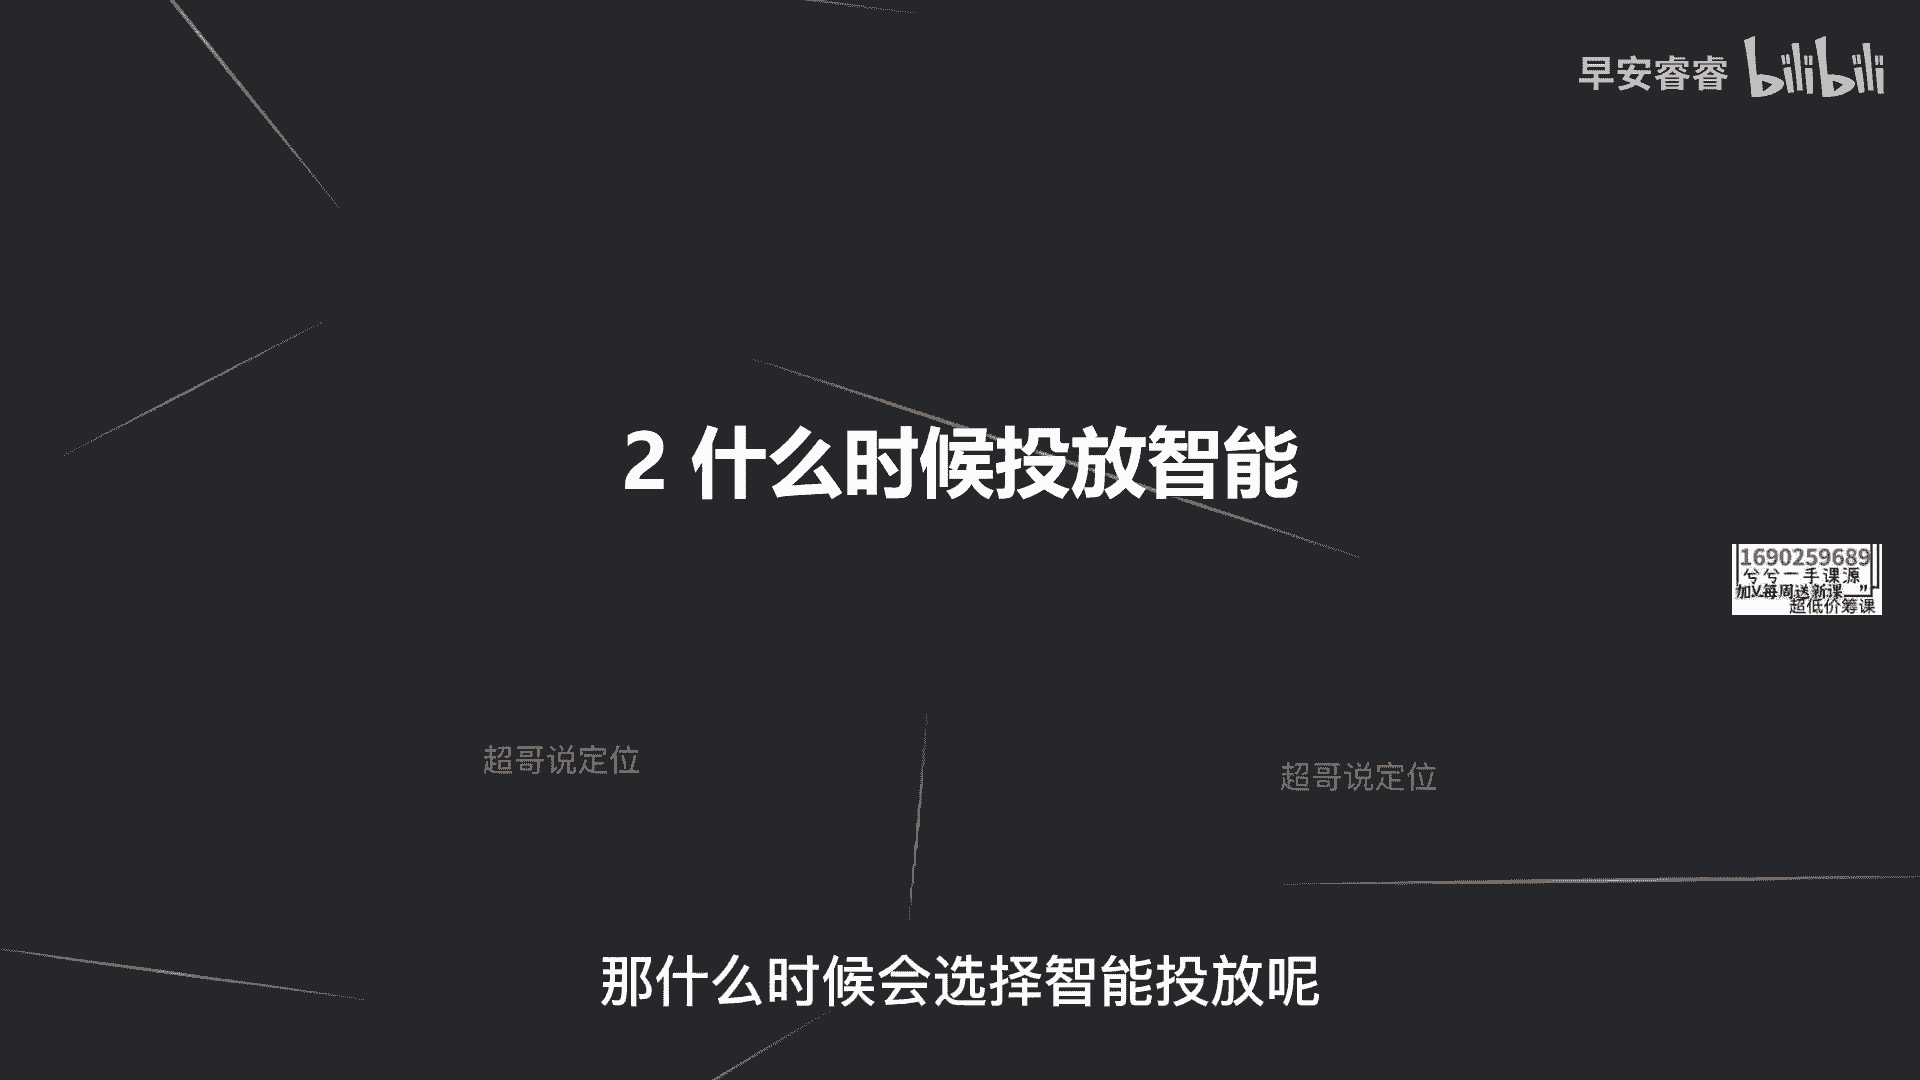 早安睿睿 bilibili
2 什么时候投放智能
1690259689
兮兮一手课源
加V每周送新课
超低价筹课
超哥说定位
超哥说定位
那什么时候会选择智能投放呢